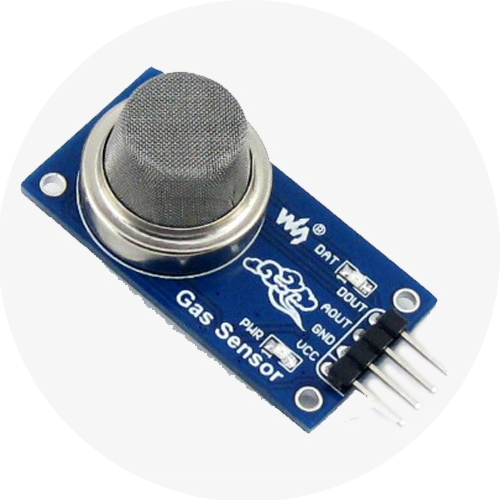 ®
DAT
DOUT
AOUT
GND
VCC
PWR
Gas Sensor